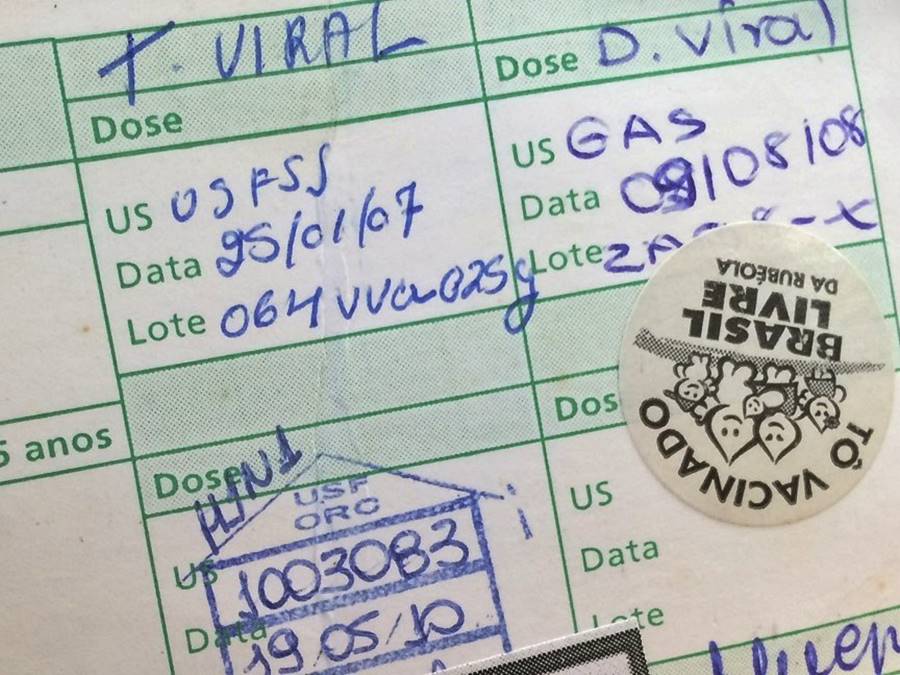 T. VIRAL
Dose
US
Data 25/01/07
Lote
D. Viral
Dose
US GAS
Data 09/08/08
Lote
TÔ VACINADO
BRASIL
LIVRE
DA RUBÉOLA
5 anos
Dose
H1N1
USF
ORC
US 1003083
Data 19/05/10
Dos
US
Data
Lote